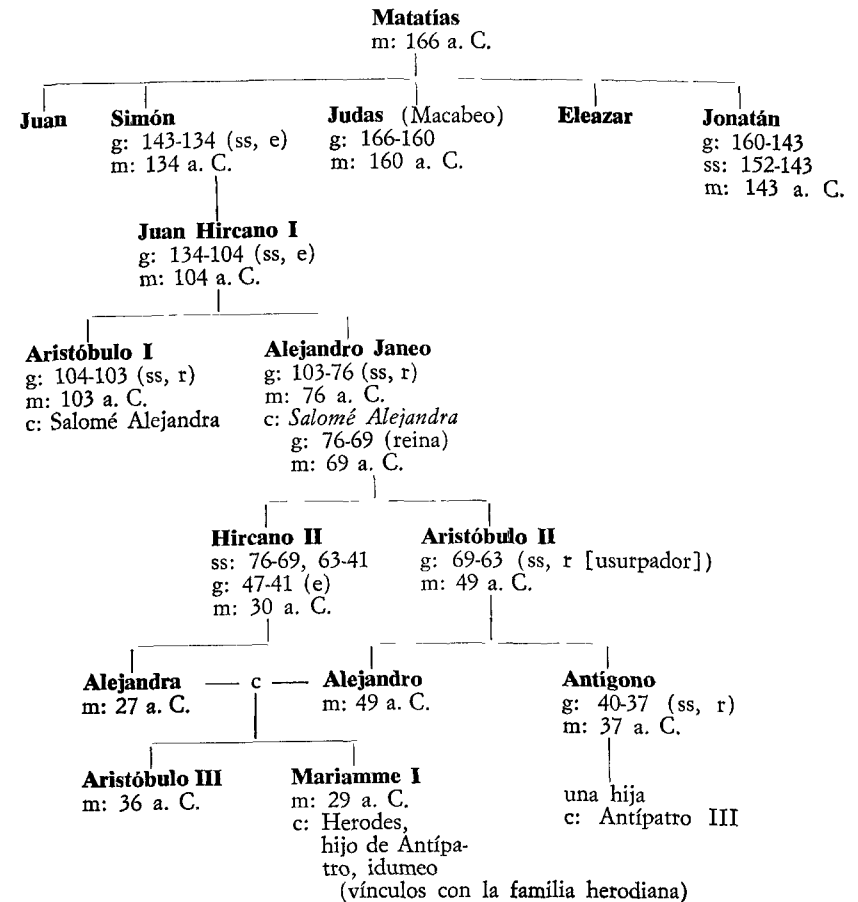 Matatías
m: 166 a. C.
Juan
Simón
g: 143-134 (ss, e)
m: 134 a. C.
Judas (Macabeo)
g: 166-160
m: 160 a. C.
Eleazar
Jonatán
g: 160-143
ss: 152-143
m: 143 a. C.
Juan Hircano I
g: 134-104 (ss, e)
m: 104 a. C.
Aristóbulo I
g: 104-103 (ss, r)
m: 103 a. C.
c: Salomé Alejandra
Alejandro Janeo
g: 103-76 (ss, r)
m: 76 a. C.
c: Salomé Alejandra
g: 76-69 (reina)
m: 69 a. C.
Hircano II
ss: 76-69, 63-41
g: 47-41 (e)
m: 30 a. C.
Aristóbulo II
g: 69-63 (ss, r [usurpador])
m: 49 a. C.
Alejandra
m: 27 a. C.
c
Alejandro
m: 49 a. C.
Antígono
g: 40-37 (ss, r)
m: 37 a. C.
Aristóbulo III
m: 36 a. C.
Mariamme I
m: 29 a. C.
c: Herodes,
hijo de Antípa-
tro, idumeo
(vínculos con la familia herodiana)
una hija
c: Antípatro III